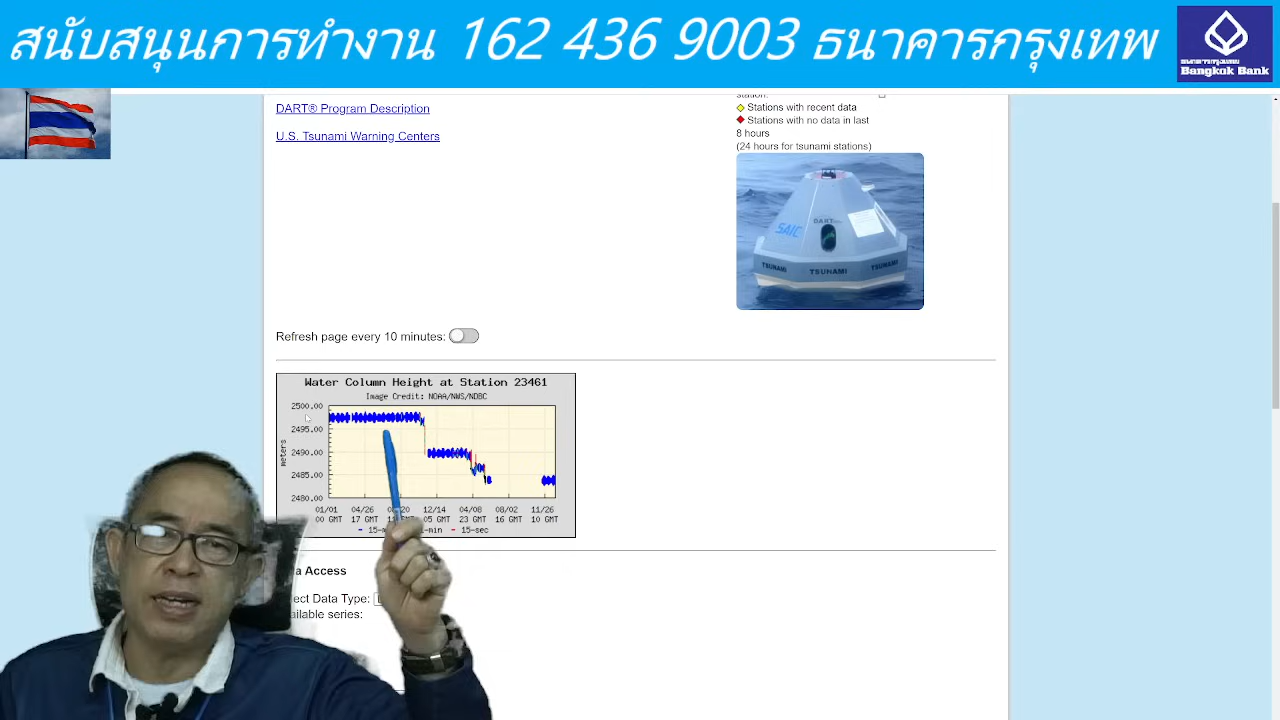 สนับสนุนการทำงาน 162 436 9003 ธนาคารกรุงเทพ
Bangkok Bank
DART® Program Description
U.S. Tsunami Warning Centers
station.
Stations with recent data
Stations with no data in last
8 hours
(24 hours for tsunami stations)
DART
SAIC
TSUNAMI TSUNAMI TSUNAMI
Refresh page every 10 minutes:
Water Column Height at Station 23461
Image Credit: NOAA/NWS/NDBC
2500.00
2495.00
2490.00
2485.00
2480.00
meters
01/01 04/26 12/14 04/08 08/02 11/26
00 GMT 17 GMT 05 GMT 23 GMT 16 GMT 10 GMT
15-sec
Access
Data Type:
series: